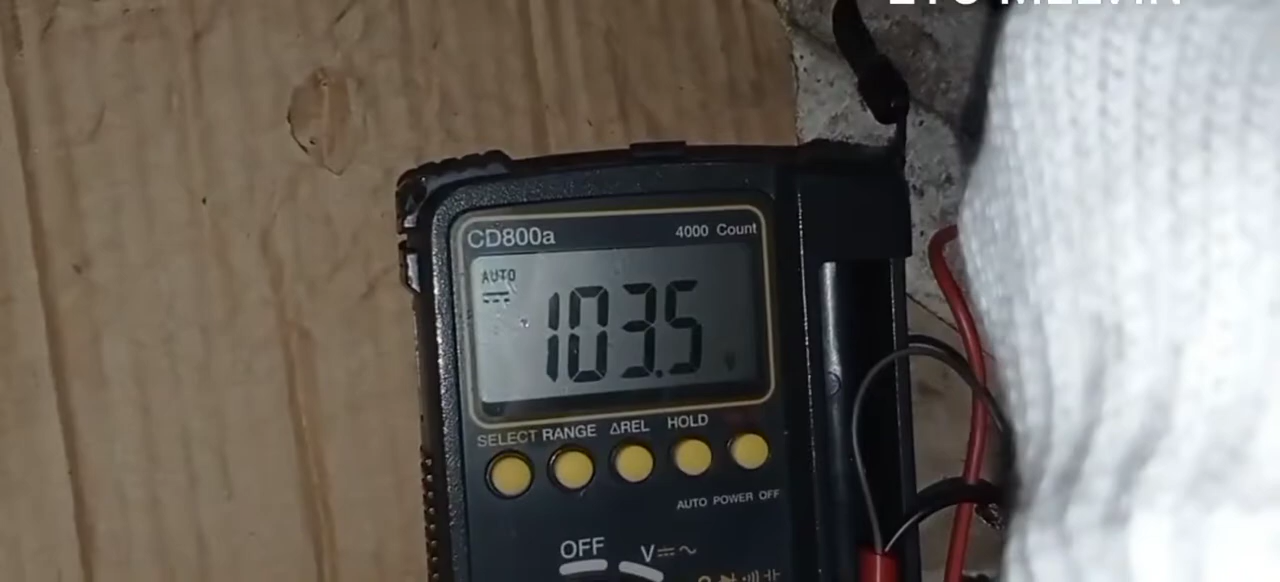 CD800a 4000 Count
AUTO
103.5 V
SELECT RANGE ΔREL HOLD
AUTO POWER OFF
OFF V